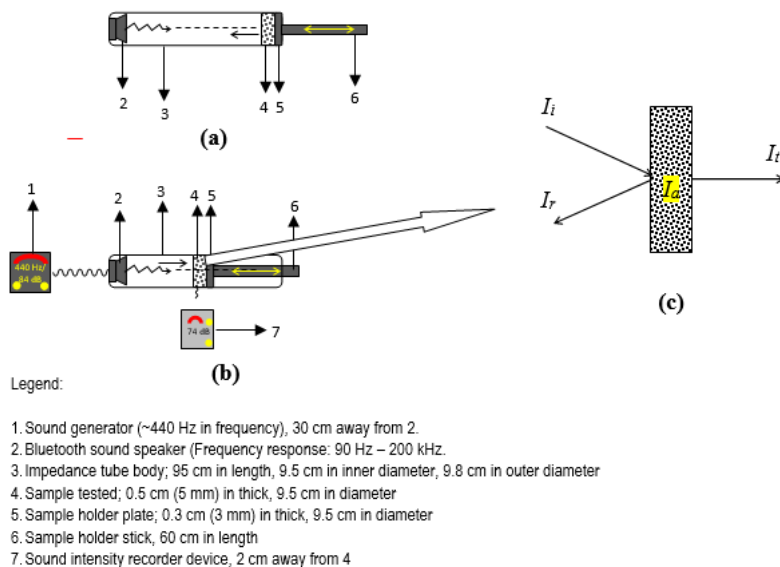 2
3
4
5
6
(a)
1
2
3
4
5
6
440 Hz/
84 dB
74 dB
7
(b)
I_i
I_r
I_a
I_t
(c)
Legend:
1. Sound generator (~440 Hz in frequency), 30 cm away from 2.
2. Bluetooth sound speaker (Frequency response: 90 Hz – 200 kHz.
3. Impedance tube body; 95 cm in length, 9.5 cm in inner diameter, 9.8 cm in outer diameter
4. Sample tested; 0.5 cm (5 mm) in thick, 9.5 cm in diameter
5. Sample holder plate; 0.3 cm (3 mm) in thick, 9.5 cm in diameter
6. Sample holder stick, 60 cm in length
7. Sound intensity recorder device, 2 cm away from 4